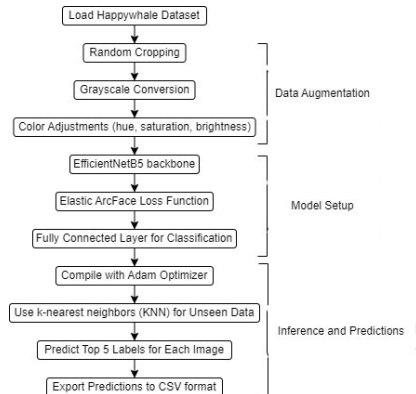 Load Happywhale Dataset
Random Cropping
Grayscale Conversion
Data Augmentation
Color Adjustments (hue, saturation, brightness)
EfficientNetB5 backbone
Elastic ArcFace Loss Function
Model Setup
Fully Connected Layer for Classification
Compile with Adam Optimizer
Use k-nearest neighbors (KNN) for Unseen Data
Inference and Predictions
Predict Top 5 Labels for Each Image
Export Predictions to CSV format